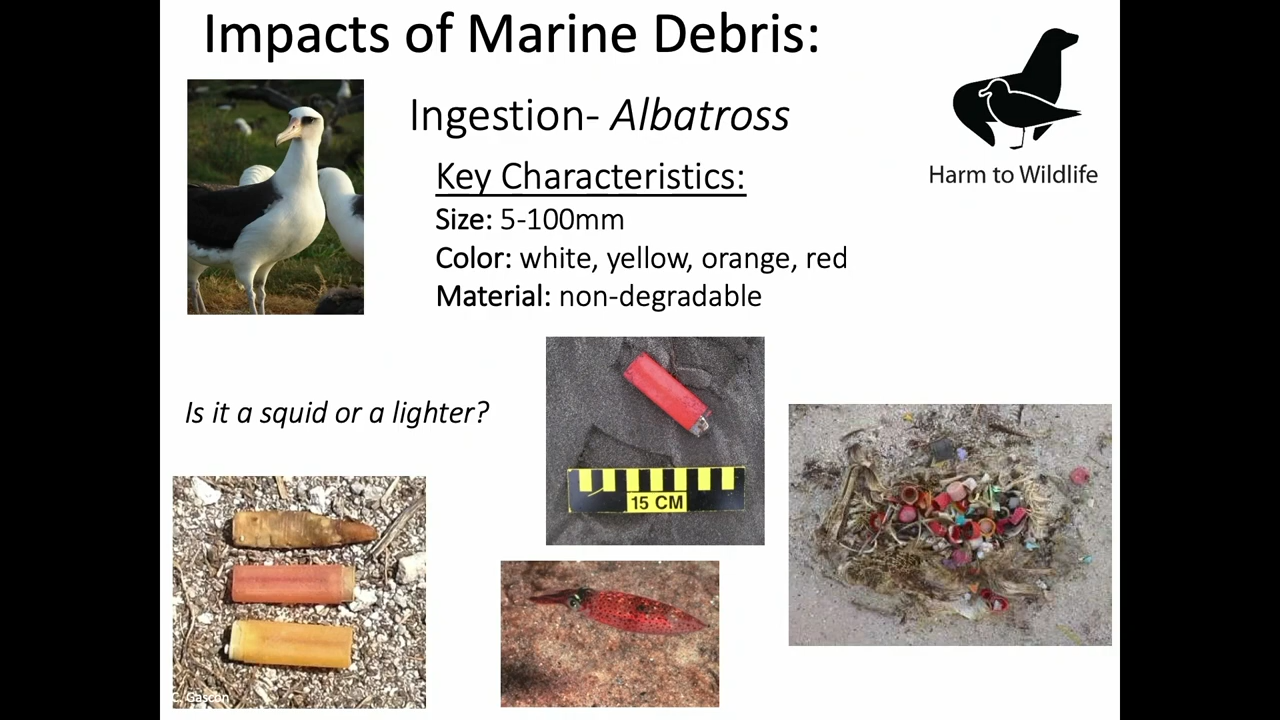 Impacts of Marine Debris:
Ingestion- Albatross
Harm to Wildlife
Key Characteristics:
Size: 5-100mm
Color: white, yellow, orange, red
Material: non-degradable
Is it a squid or a lighter?
15 CM
C. Gascon